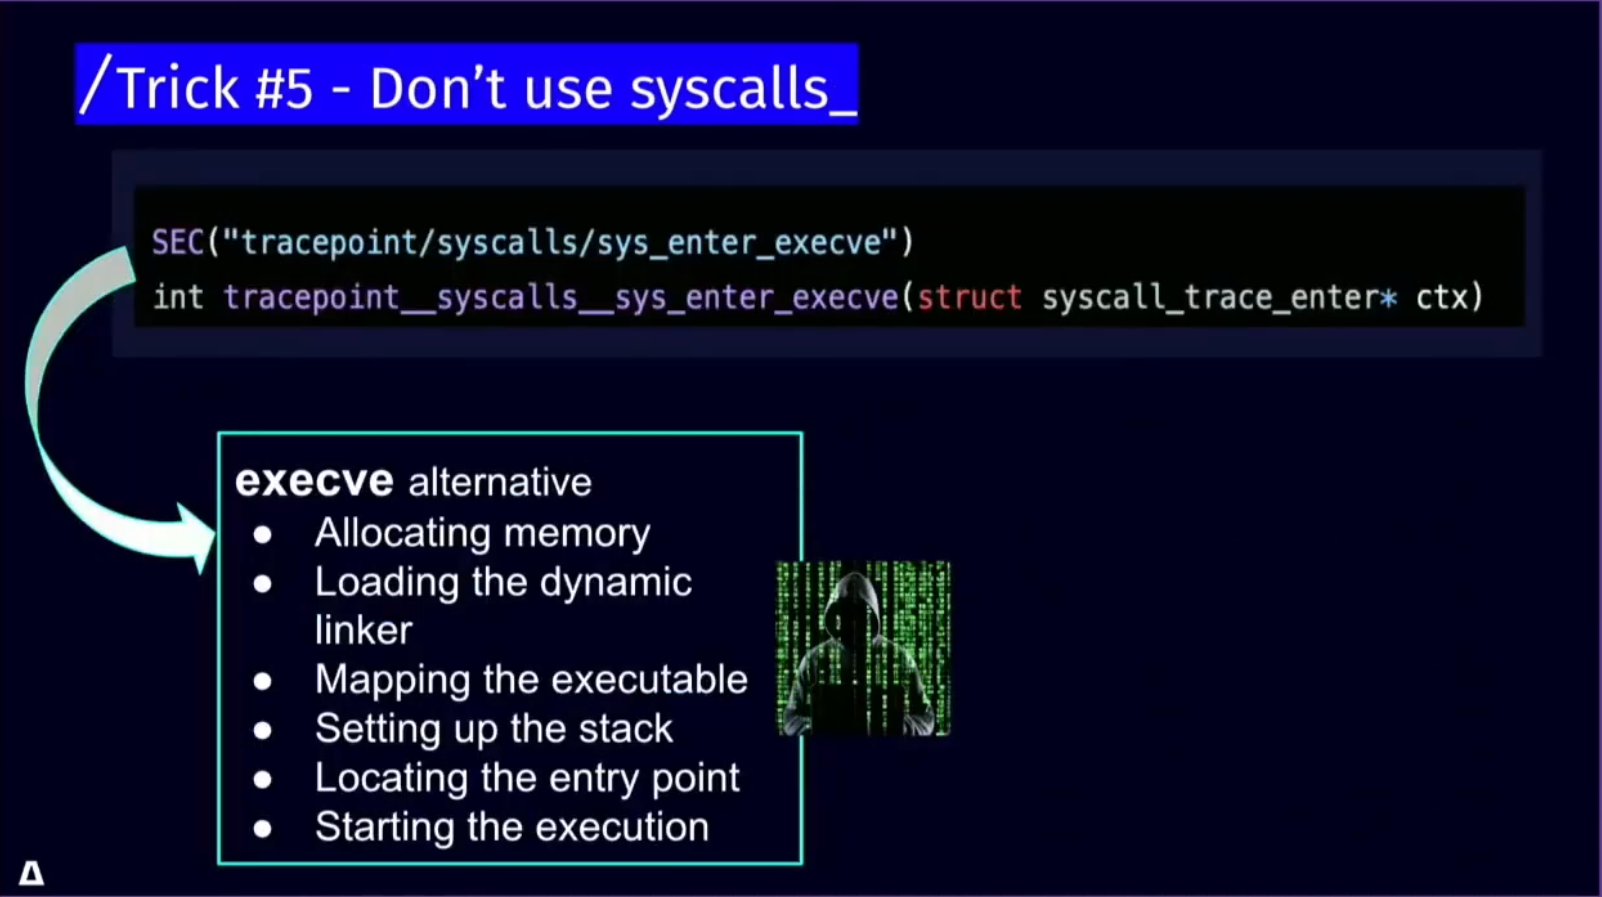 /Trick #5 - Don't use syscalls_
SEC("tracepoint/syscalls/sys_enter_execve")
int tracepoint__syscalls__sys_enter_execve(struct syscall_trace_enter* ctx)
execve alternative
● Allocating memory
● Loading the dynamic
linker
● Mapping the executable
● Setting up the stack
● Locating the entry point
● Starting the execution